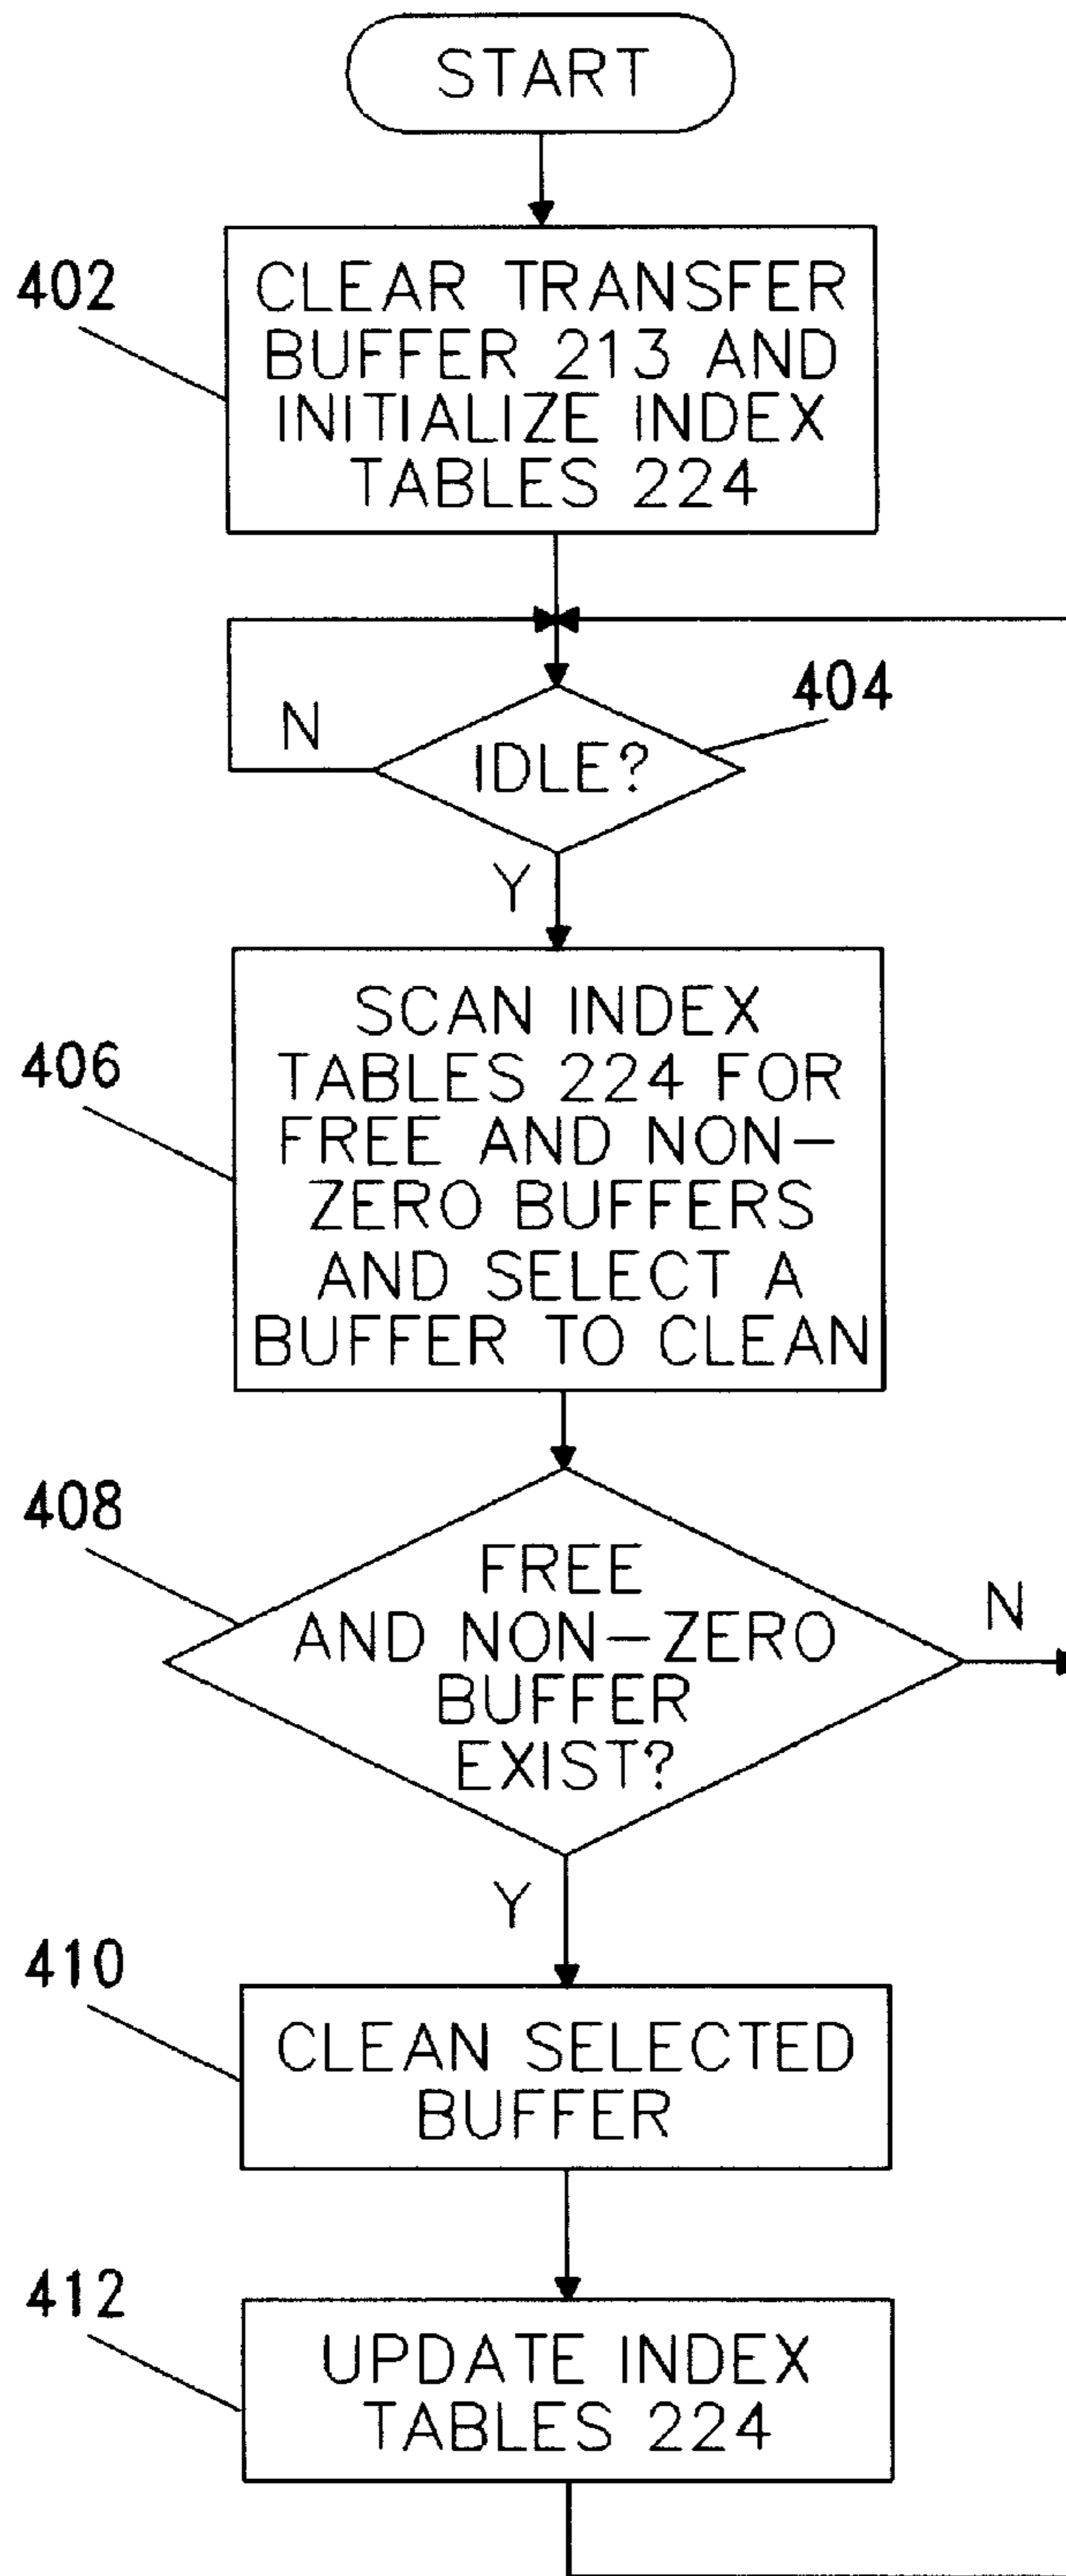 START
402
CLEAR TRANSFER
BUFFER 213 AND
INITIALIZE INDEX
TABLES 224
404
N
IDLE?
Y
406
SCAN INDEX
TABLES 224 FOR
FREE AND NON-
ZERO BUFFERS
AND SELECT A
BUFFER TO CLEAN
408
FREE
AND NON-ZERO
BUFFER
EXIST?
N
Y
410
CLEAN SELECTED
BUFFER
412
UPDATE INDEX
TABLES 224